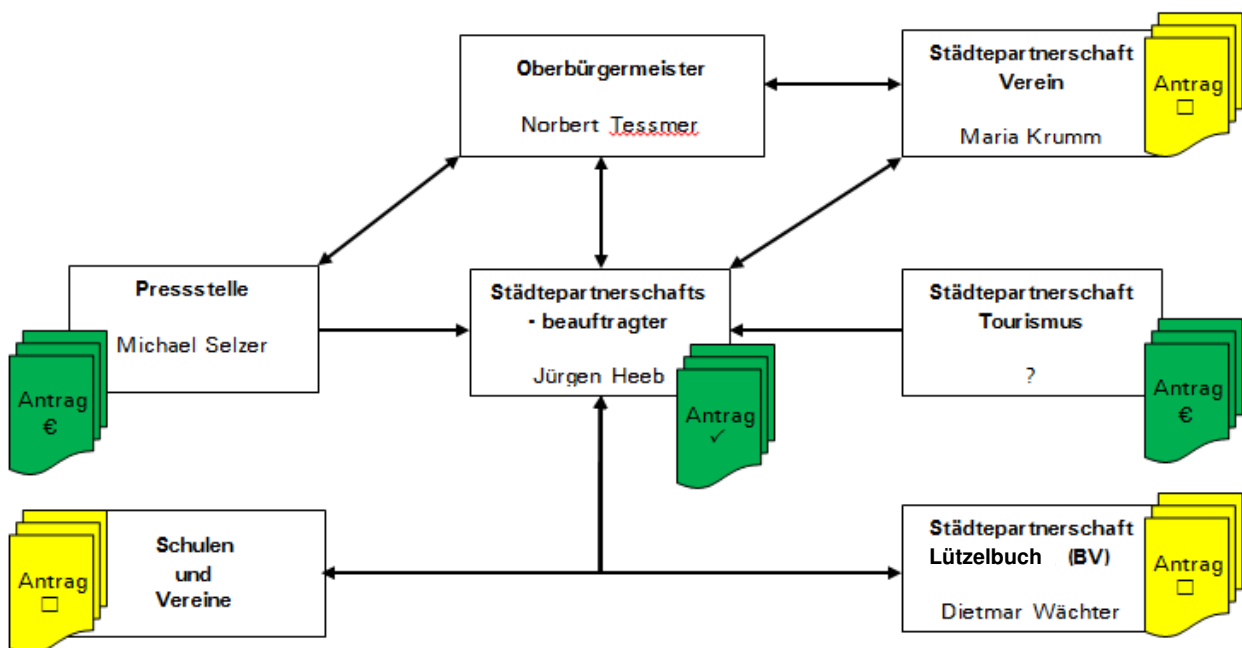 Oberbürgermeister
Norbert Tessmer
Städtepartnerschaft
Verein
Maria Krumm
Antrag
□
Pressstelle
Michael Selzer
Antrag
€
Städtepartnerschafts
- beauftragter
Jürgen Heeb
Antrag
✓
Städtepartnerschaft
Tourismus
?
Antrag
€
Antrag
□
Schulen
und
Vereine
Städtepartnerschaft
Lützelbuch (BV)
Dietmar Wächter
Antrag
□